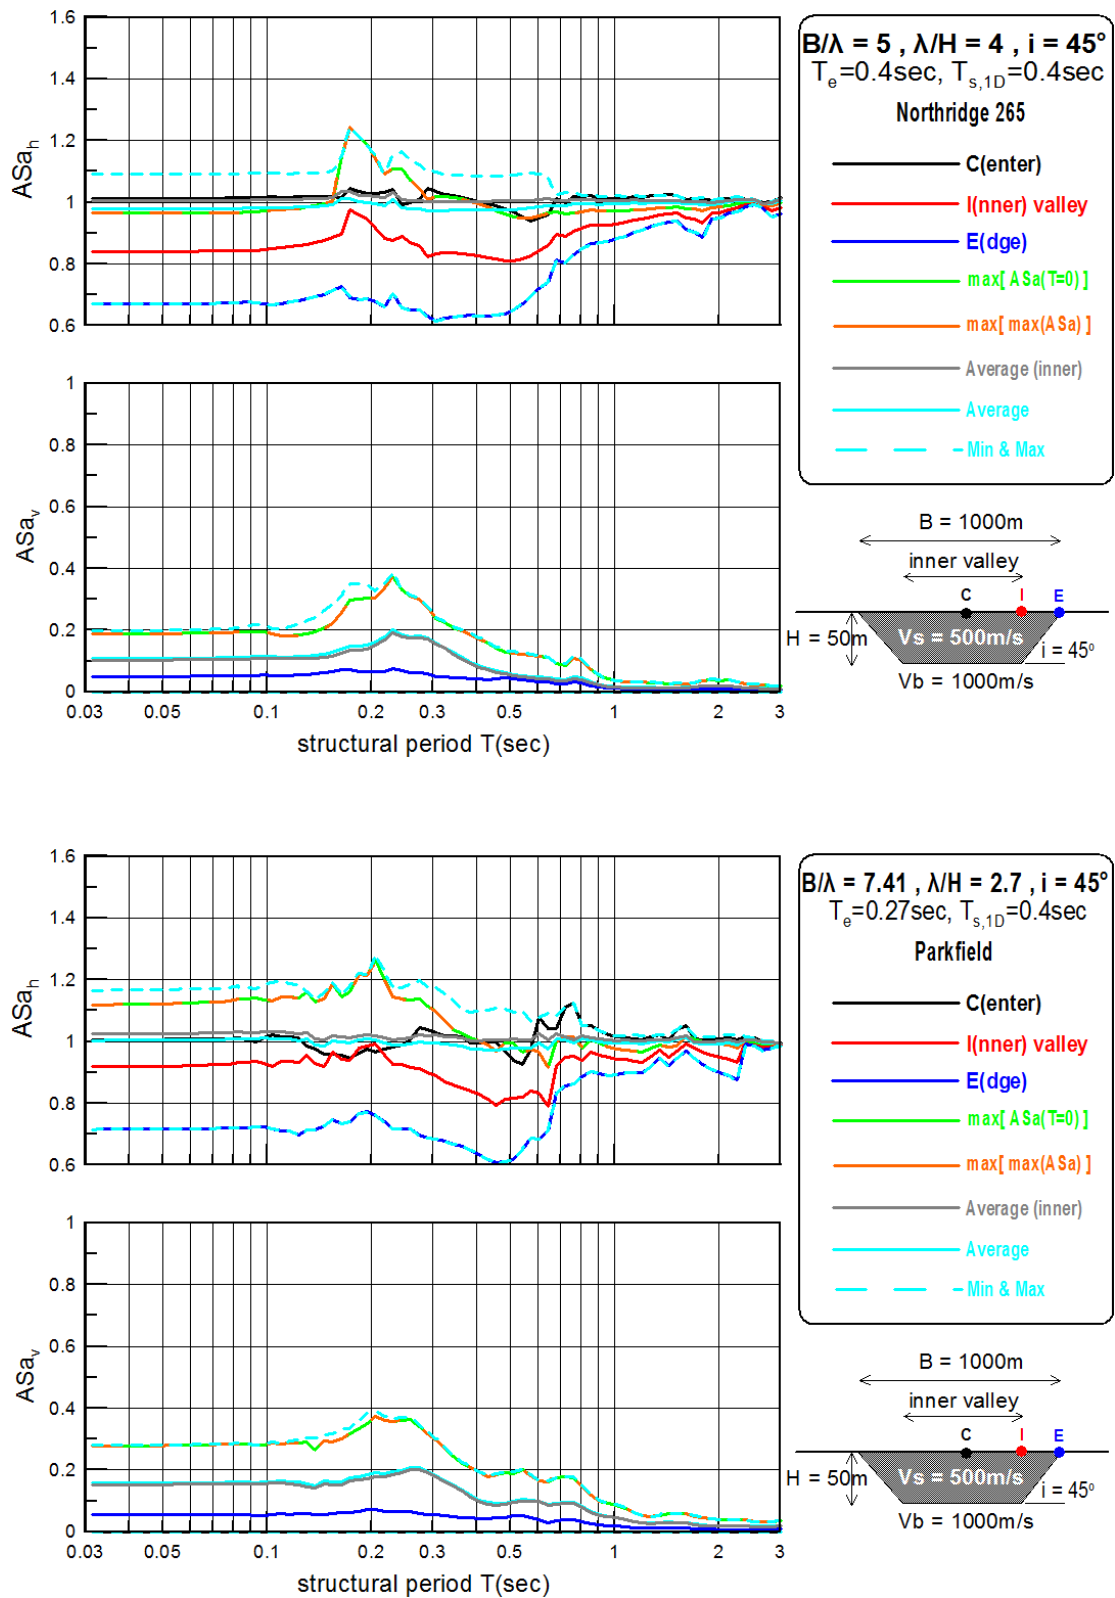 1.6
1.4
1.2
1
0.8
0.6
ASa_h
B/λ = 5 , λ/H = 4 , i = 45°
T_e=0.4sec, T_s,1D=0.4sec
Northridge 265
C(enter)
I(nner) valley
E(dge)
max[ ASa(T=0) ]
max[ max(ASa) ]
Average (inner)
Average
Min & Max
1
0.8
0.6
0.4
0.2
0
ASa_v
0.03 0.05 0.1 0.2 0.3 0.5 1 2 3
structural period T(sec)
B = 1000m
inner valley
C I E
H = 50m
Vs = 500m/s
i = 45°
Vb = 1000m/s
1.6
1.4
1.2
1
0.8
0.6
ASa_h
B/λ = 7.41 , λ/H = 2.7 , i = 45°
T_e=0.27sec, T_s,1D=0.4sec
Parkfield
C(enter)
I(nner) valley
E(dge)
max[ ASa(T=0) ]
max[ max(ASa) ]
Average (inner)
Average
Min & Max
1
0.8
0.6
0.4
0.2
0
ASa_v
0.03 0.05 0.1 0.2 0.3 0.5 1 2 3
structural period T(sec)
B = 1000m
inner valley
C I E
H = 50m
Vs = 500m/s
i = 45°
Vb = 1000m/s